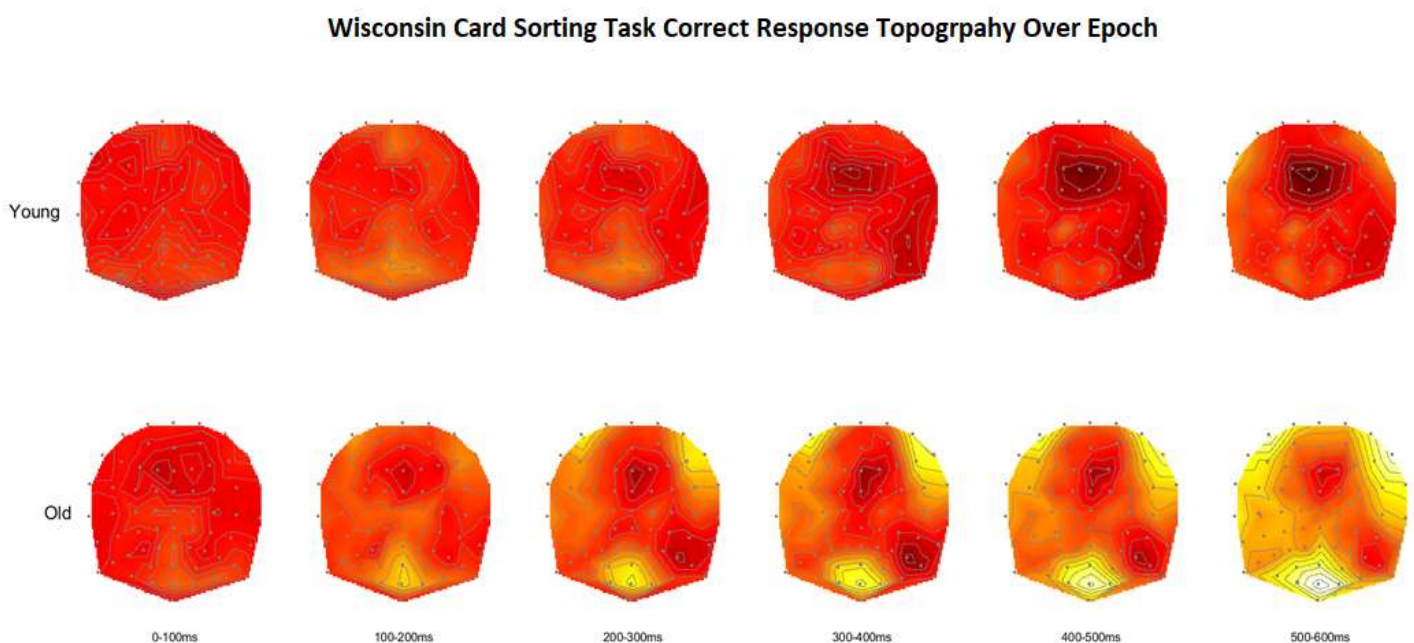 Wisconsin Card Sorting Task Correct Response Topogrpahy Over Epoch
Young
Old
0-100ms 100-200ms 200-300ms 300-400ms 400-500ms 500-600ms